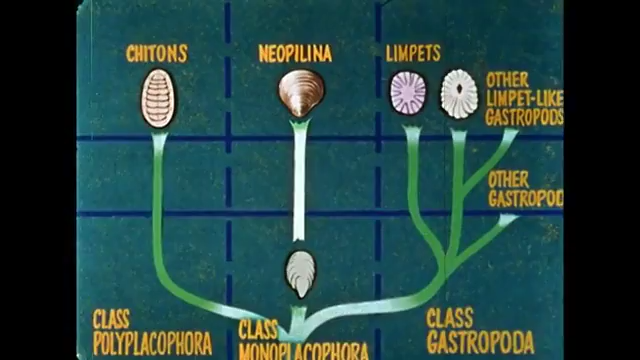 CHITONS
NEOPILINA
LIMPETS
OTHER
LIMPET-LIKE
GASTROPODS
OTHER
GASTROPOD
CLASS
POLYPLACOPHORA
CLASS
MONOPLACOPHORA
CLASS
GASTROPODA